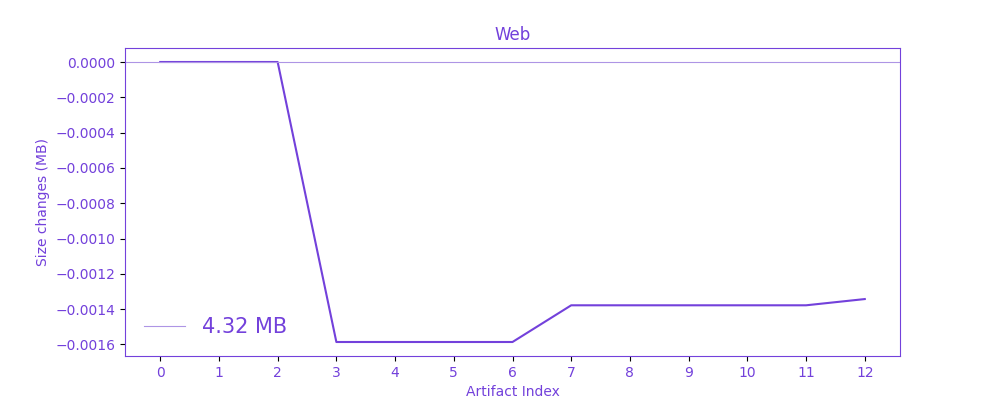 Web
Size changes (MB)
0.0000
−0.0002
−0.0004
−0.0006
−0.0008
−0.0010
−0.0012
−0.0014
−0.0016
4.32 MB
0 1 2 3 4 5 6 7 8 9 10 11 12
Artifact Index